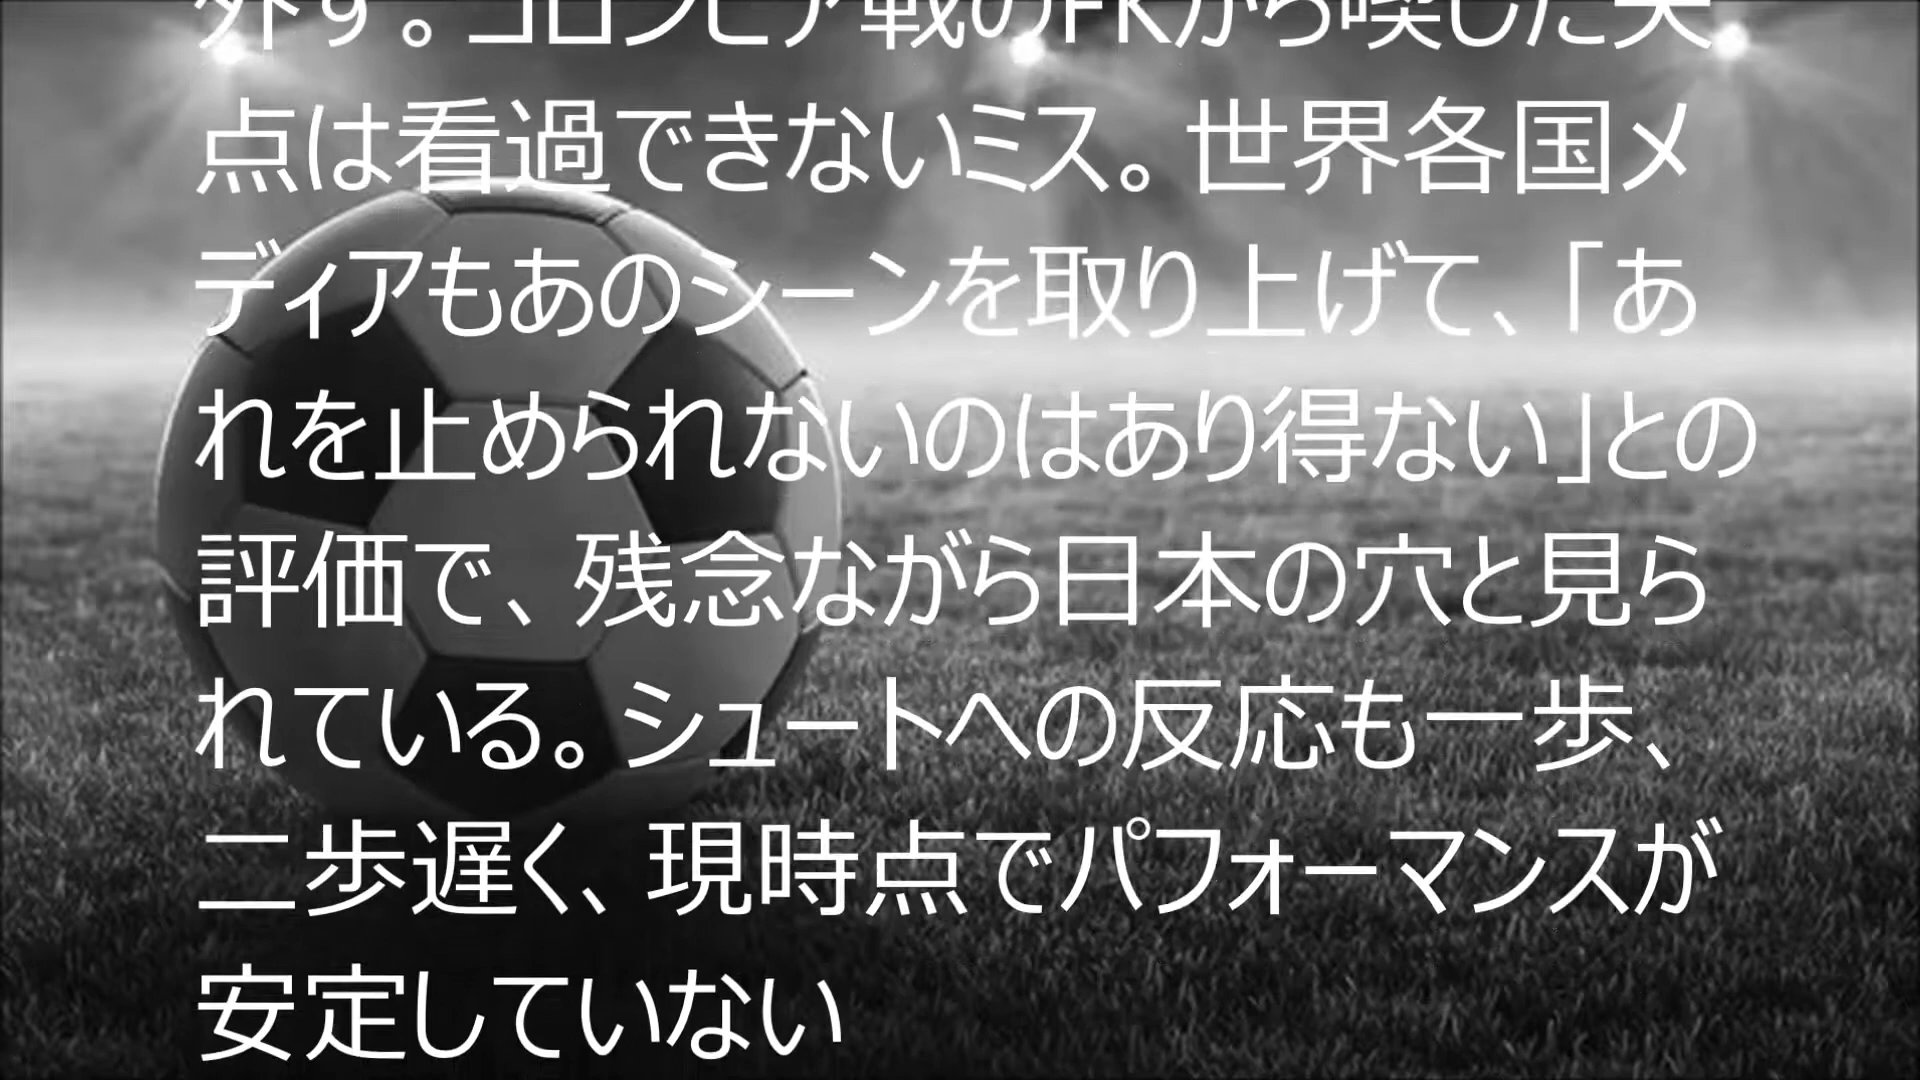 外す。コロンビア戦のFKから喫した失
点は看過できないミス。世界各国メ
ディアもあのシーンを取り上げて、「あ
れを止められないのはあり得ない」との
評価で、残念ながら日本の穴と見ら
れている。シュートへの反応も一歩、
二歩遅く、現時点でパフォーマンスが
安定していない